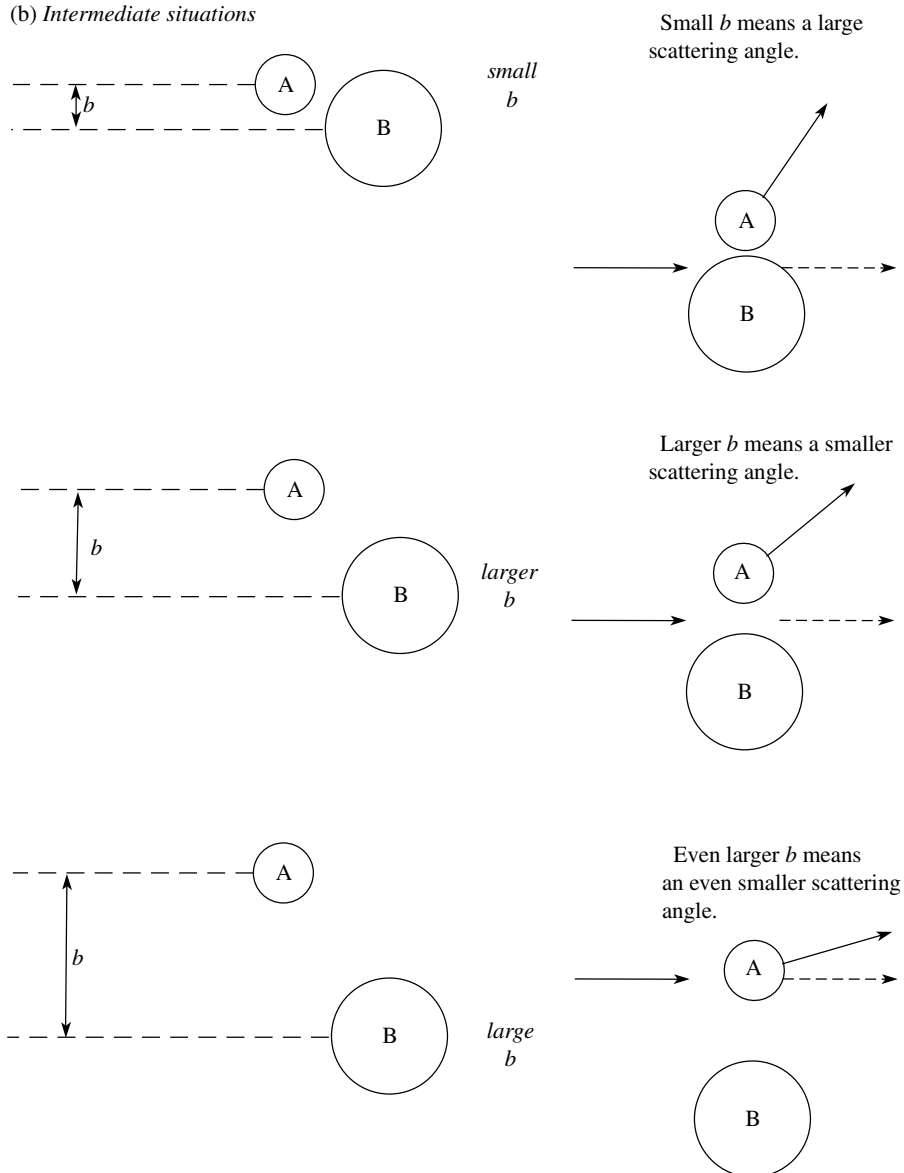 (b) Intermediate situations
A
b
B
small
b
Small b means a large
scattering angle.
A
B
A
b
B
larger
b
Larger b means a smaller
scattering angle.
A
B
A
b
B
large
b
Even larger b means
an even smaller scattering
angle.
A
B